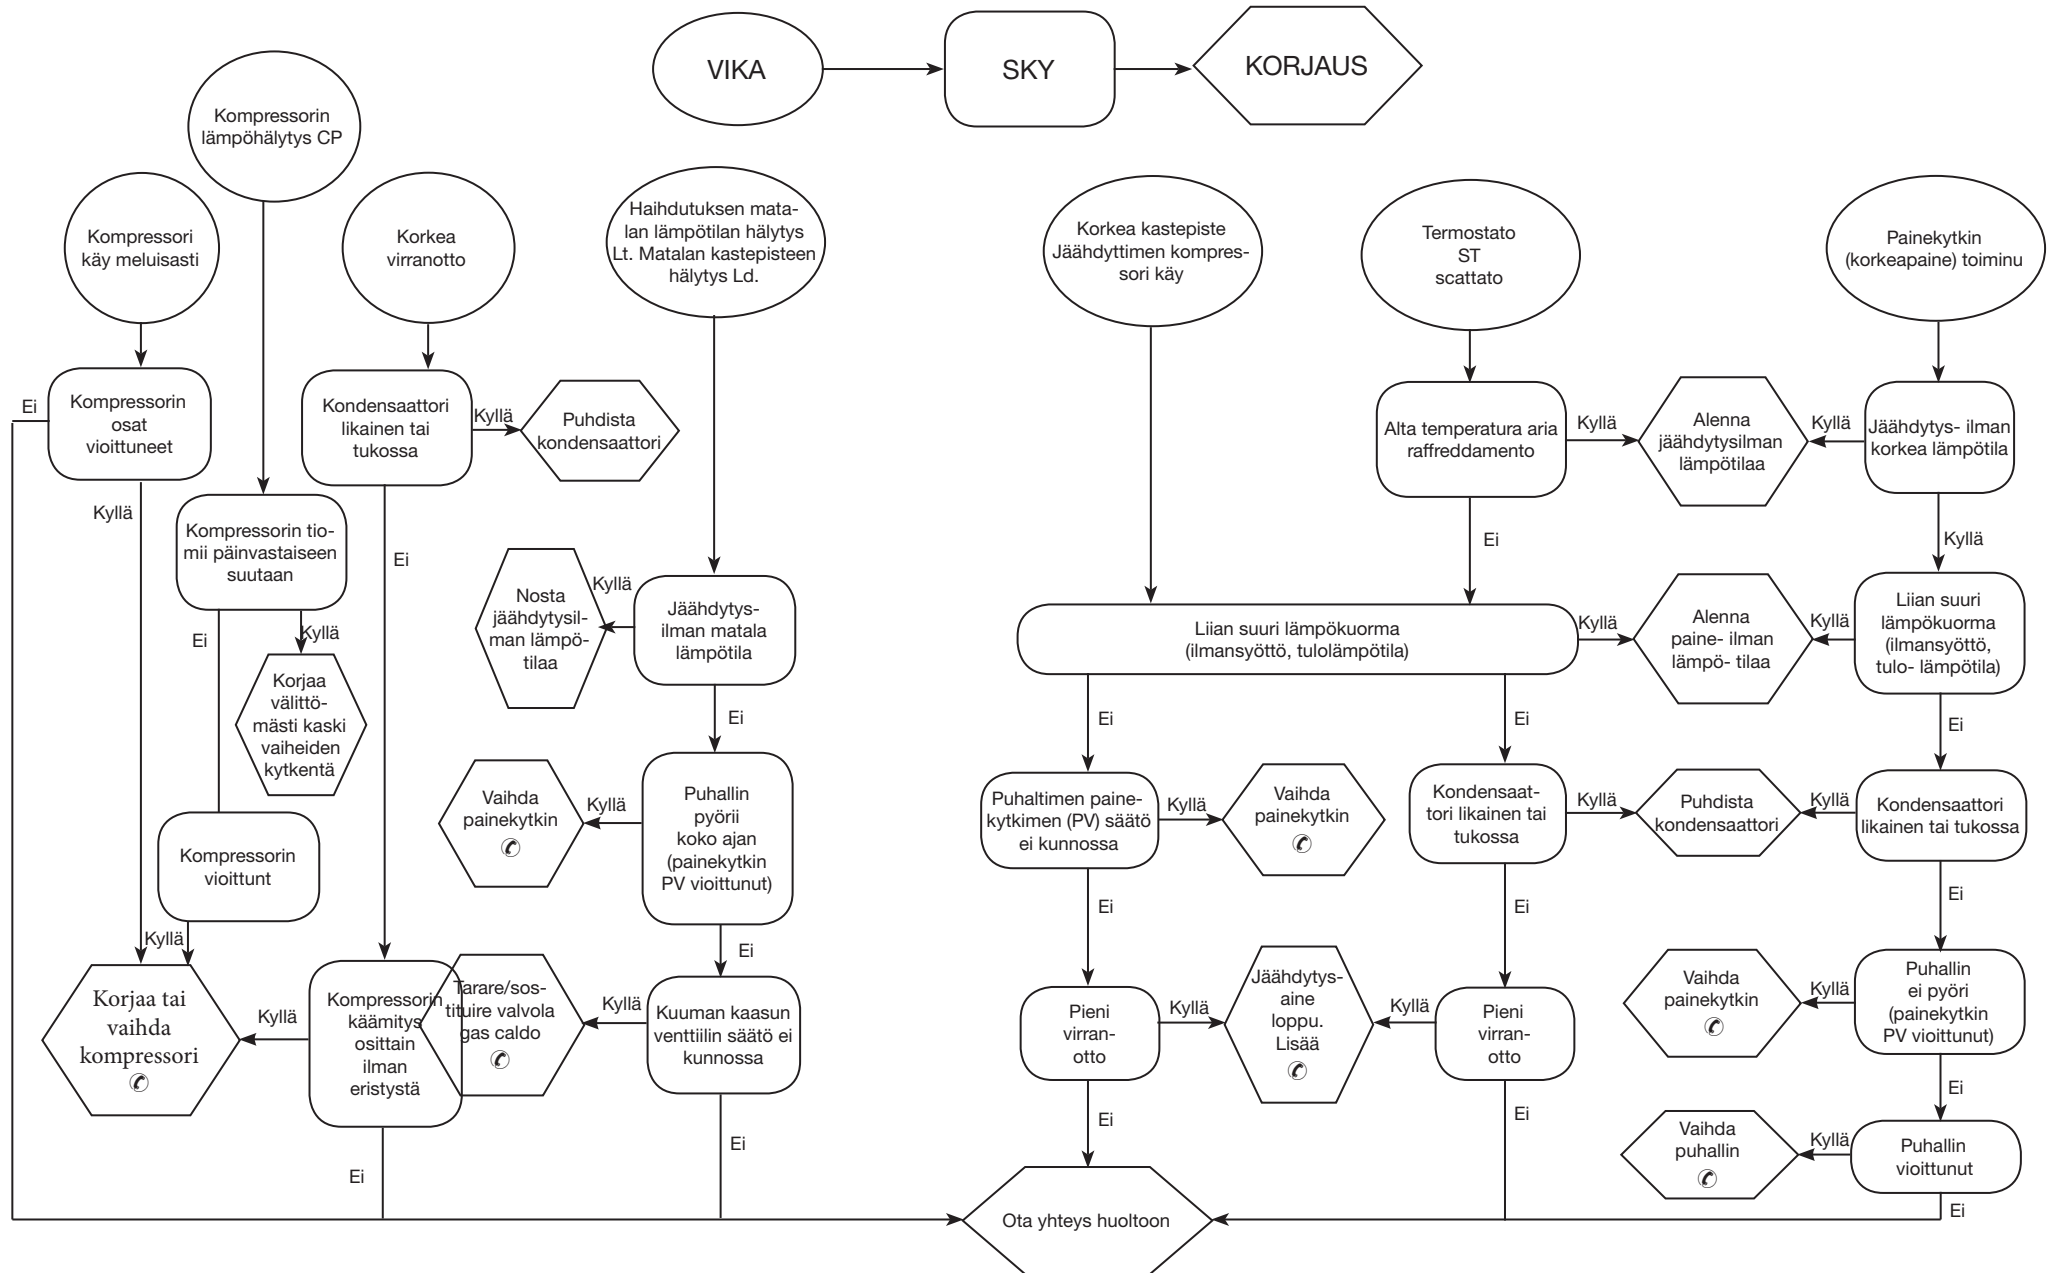 VIKA
SKY
KORJAUS
Kompressorin
lämpöhälytys CP
Kompressori
käy meluisasti
Korkea
virranotto
Haihdutuksen mata-
lan lämpötilan hälytys
Lt. Matalan kastepisteen
hälytys Ld.
Korkea kastepiste
Jäähdyttimen kompres-
sori käy
Termostato
ST
scattato
Painekytkin
(korkeapaine) toiminu
Ei
Kompressorin
osat
vioittuneet
Kondensaattori
likainen tai
tukossa
Kyllä
Puhdista
kondensaattori
Alta temperatura aria
raffreddamento
Kyllä
Alenna
jäähdytysilman
lämpötilaa
Kyllä
Jäähdytys- ilman
korkea lämpötila
Kyllä
Kompressorin tio-
mii päinvastaiseen
suutaan
Ei
Ei
Kyllä
Ei
Kyllä
Korjaa
välittö-
mästi kaski
vaiheiden
kytkentä
Nosta
jäähdytysil-
man lämpö-
tilaa
Kyllä
Jäähdytys-
ilman matala
lämpötila
Liian suuri lämpökuorma
(ilmansyöttö, tulolämpötila)
Kyllä
Alenna
paine- ilman
lämpö- tilaa
Kyllä
Liian suuri
lämpökuorma
(ilmansyöttö,
tulo- lämpötila)
Ei
Ei
Ei
Ei
Vaihda
painekytkin
✆
Kyllä
Puhallin
pyörii
koko ajan
(painekytkin
PV vioittunut)
Puhaltimen paine-
kytkimen (PV) säätö
ei kunnossa
Kyllä
Vaihda
painekytkin
✆
Kondensaat-
tori likainen tai
tukossa
Kyllä
Puhdista
kondensaattori
Kyllä
Kondensaattori
likainen tai tukossa
Kompressorin
vioittunt
Kyllä
Ei
Ei
Ei
Ei
Korjaa tai
vaihda
kompressori
✆
Kyllä
Kompressorin
käämitys
osittain
ilman
eristystä
Tarare/sos-
tituire valvola
gas caldo
✆
Kyllä
Kuuman kaasun
venttiilin säätö ei
kunnossa
Pieni
virran-
otto
Kyllä
Jäähdytys-
aine
loppu.
Lisää
✆
Kyllä
Pieni
virran-
otto
Vaihda
painekytkin
✆
Kyllä
Puhallin
ei pyöri
(painekytkin
PV vioittunut)
Ei
Ei
Ei
Ei
Ei
Vaihda
puhallin
✆
Kyllä
Puhallin
vioittunut
Ei
Ota yhteys huoltoon